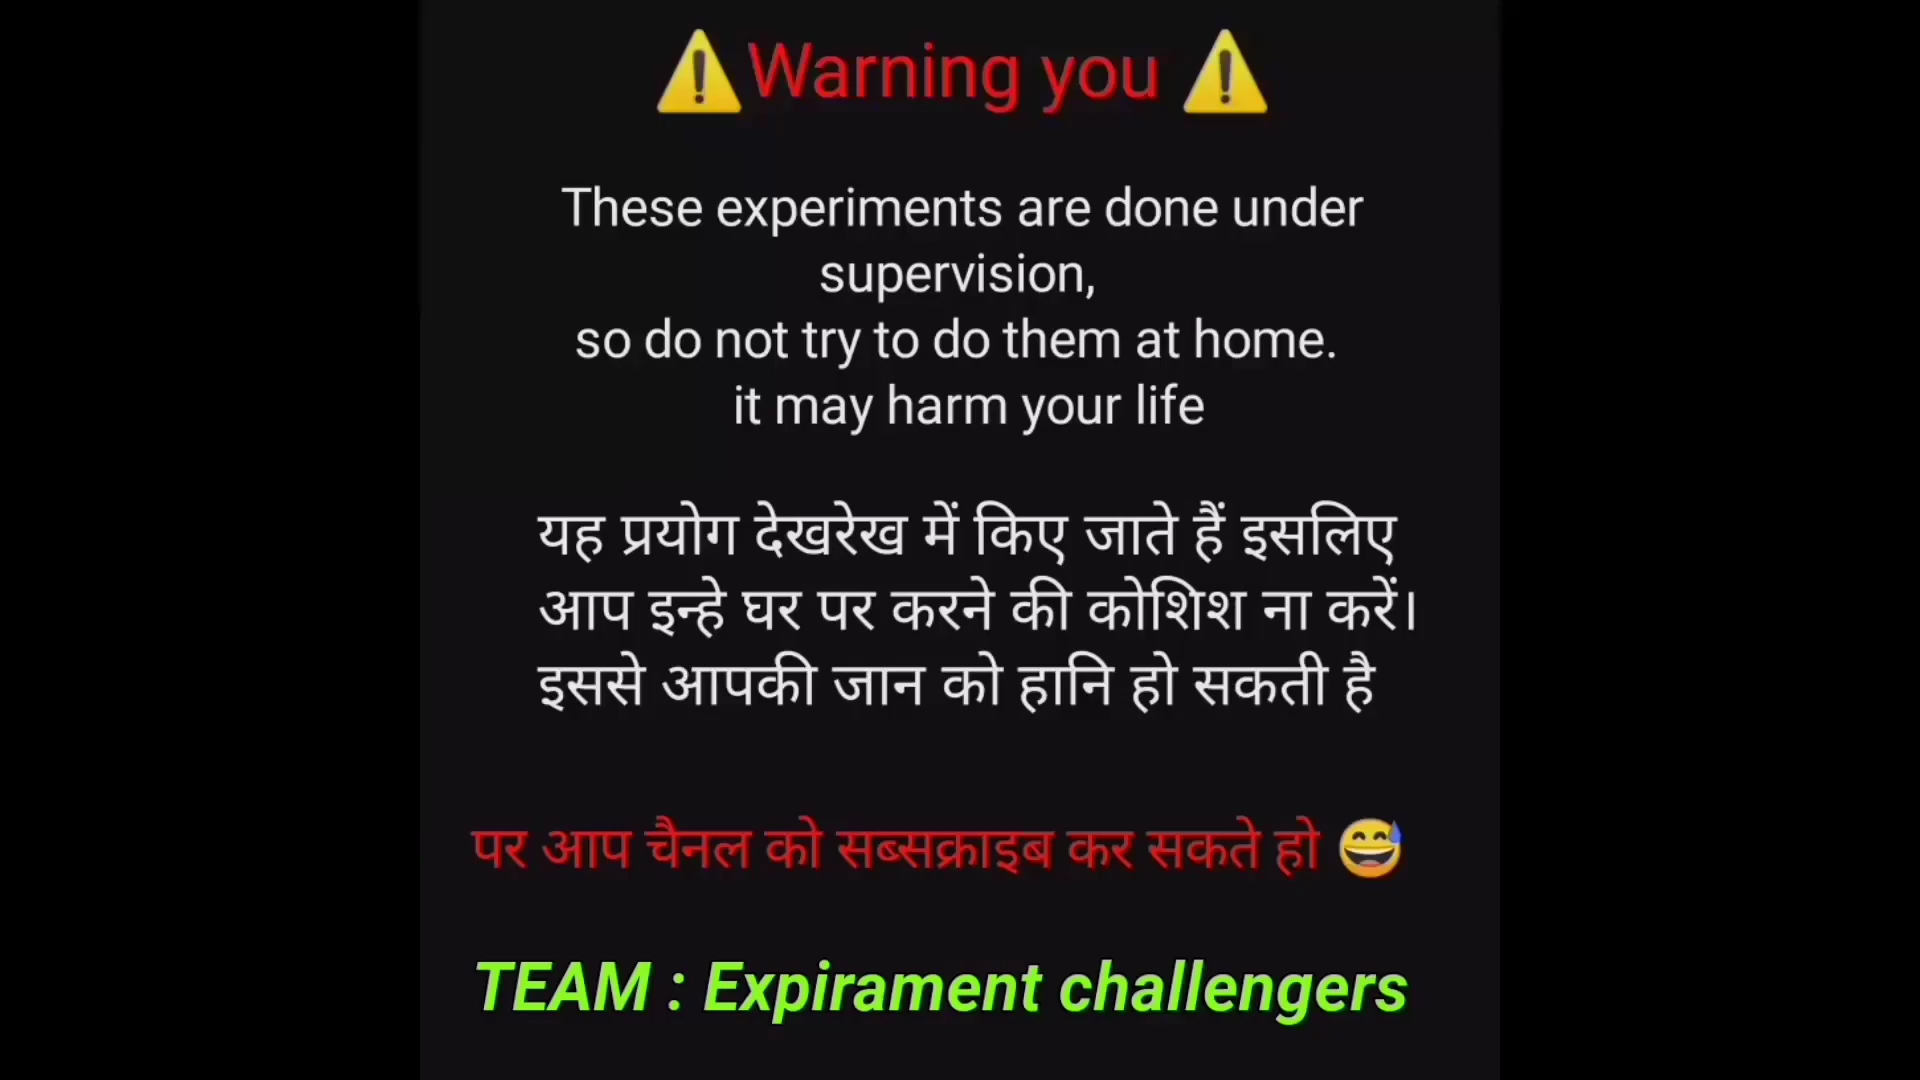 ⚠️Warning you ⚠️
These experiments are done under
supervision,
so do not try to do them at home.
it may harm your life
यह प्रयोग देखरेख में किए जाते हैं इसलिए
आप इन्हे घर पर करने की कोशिश ना करें।
इससे आपकी जान को हानि हो सकती है
पर आप चैनल को सब्सक्राइब कर सकते हो 😅
TEAM : Expirament challengers